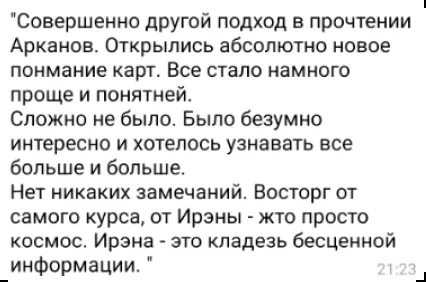 "Совершенно другой подход в прочтении
Арканов. Открылись абсолютно новое
понмание карт. Все стало намного
проще и понятней.
Сложно не было. Было безумно
интересно и хотелось узнавать все
больше и больше.
Нет никаких замечаний. Восторг от
самого курса, от Ирэны - жто просто
космос. Ирэна - это кладезь бесценной
информации. "
21:23